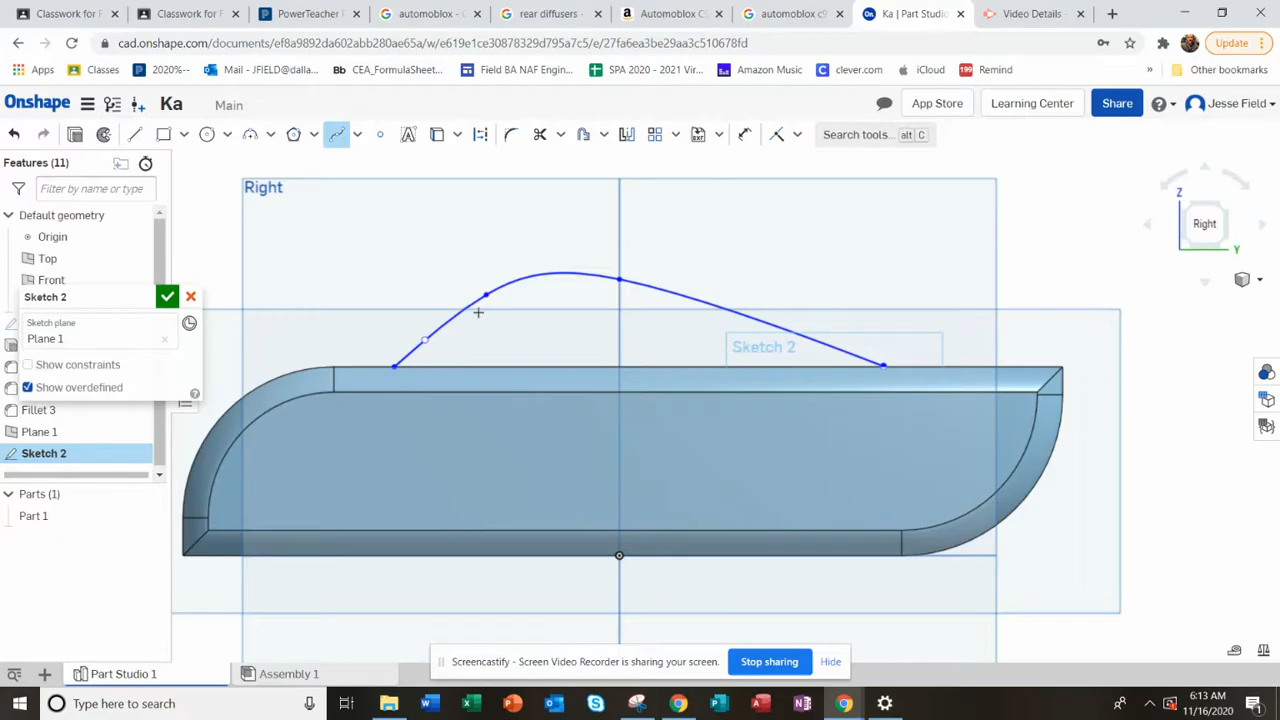 Classwork for F
Classwork for F
PowerTeacher P
automoblox - c
rear diffusers -
Automoblox C
automoblox c9
Ka | Part Studio
Video Details -
cad.onshape.com/documents/ef8a9892da602abb280ae65a/w/e619e1ce30878329d795a7c5/e/27fa6ea3be29aa3c510678fd
Update
Apps
Classes
2020%--
Mail - JFIELD@dalla...
Bb CEA_FormulaSheet...
Field BA NAF Engin...
SPA 2020 - 2021 Vir...
Amazon Music
clever.com
iCloud
199 Remind
»
Other bookmarks
Onshape
Ka
Main
App Store
Learning Center
Share
Jesse Field
Search tools... alt C
Features (11)
Filter by name or type
Default geometry
Origin
Top
Front
Sketch 2
Sketch plane
Plane 1
Show constraints
Show overdefined
Fillet 3
Plane 1
Sketch 2
Parts (1)
Part 1
Right
Sketch 2
Z
Right
Y
Part Studio 1
Assembly 1
Screencastify - Screen Video Recorder is sharing your screen.
Stop sharing
Hide
Type here to search
6:13 AM
11/16/2020